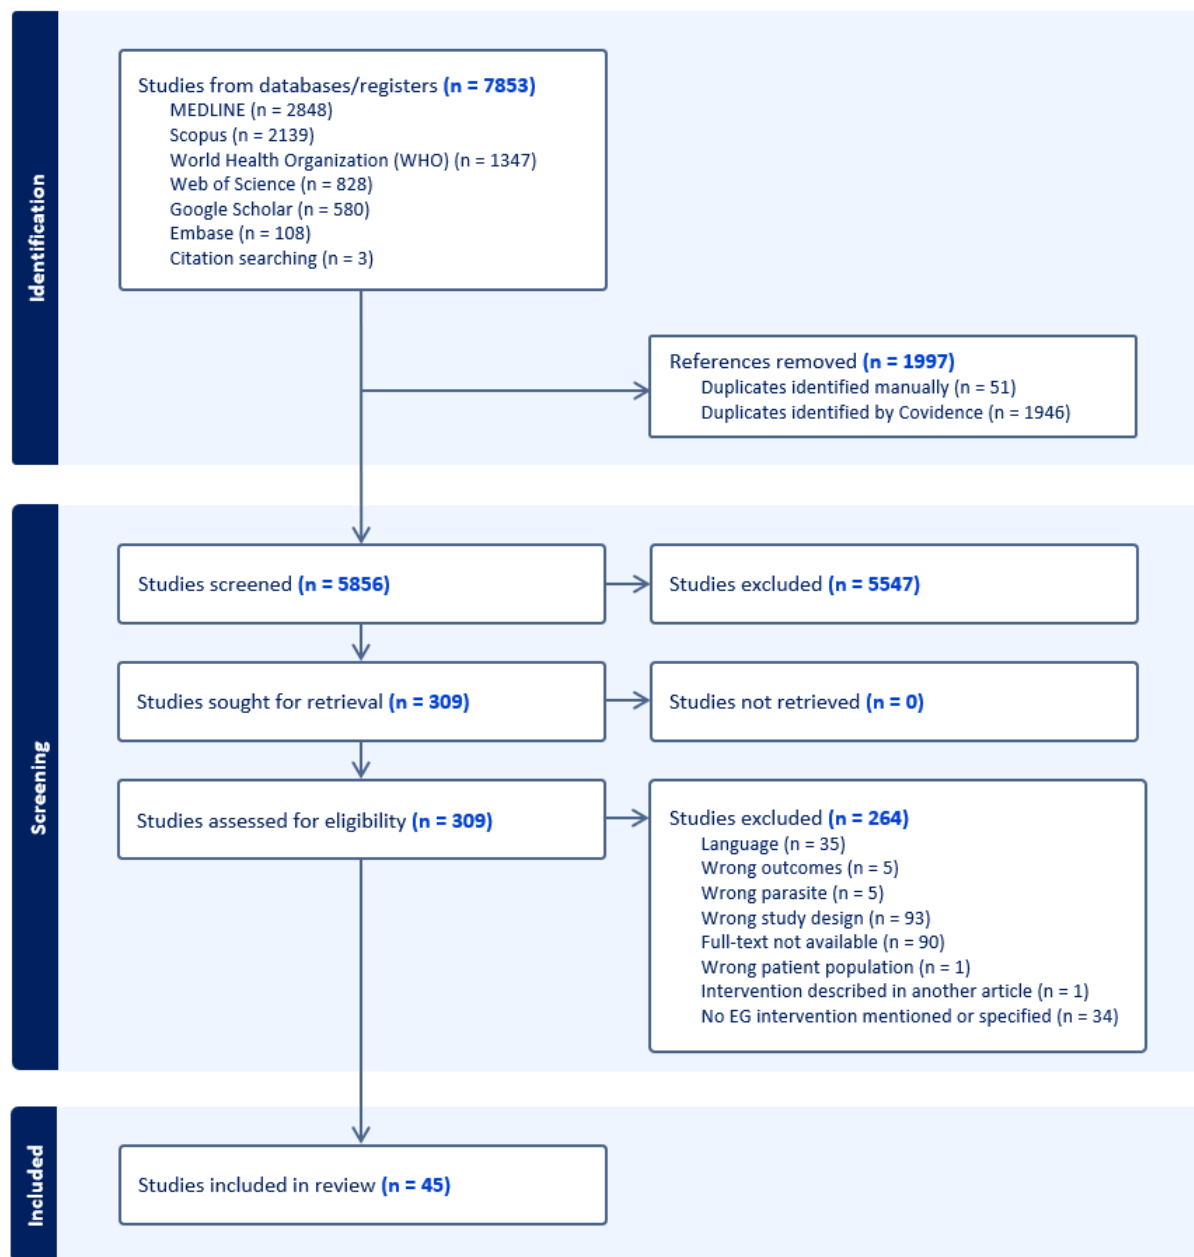 Identification
Studies from databases/registers (n = 7853)
MEDLINE (n = 2848)
Scopus (n = 2139)
World Health Organization (WHO) (n = 1347)
Web of Science (n = 828)
Google Scholar (n = 580)
Embase (n = 108)
Citation searching (n = 3)
References removed (n = 1997)
Duplicates identified manually (n = 51)
Duplicates identified by Covidence (n = 1946)
Screening
Studies screened (n = 5856)
Studies excluded (n = 5547)
Studies sought for retrieval (n = 309)
Studies not retrieved (n = 0)
Studies assessed for eligibility (n = 309)
Studies excluded (n = 264)
Language (n = 35)
Wrong outcomes (n = 5)
Wrong parasite (n = 5)
Wrong study design (n = 93)
Full-text not available (n = 90)
Wrong patient population (n = 1)
Intervention described in another article (n = 1)
No EG intervention mentioned or specified (n = 34)
Included
Studies included in review (n = 45)